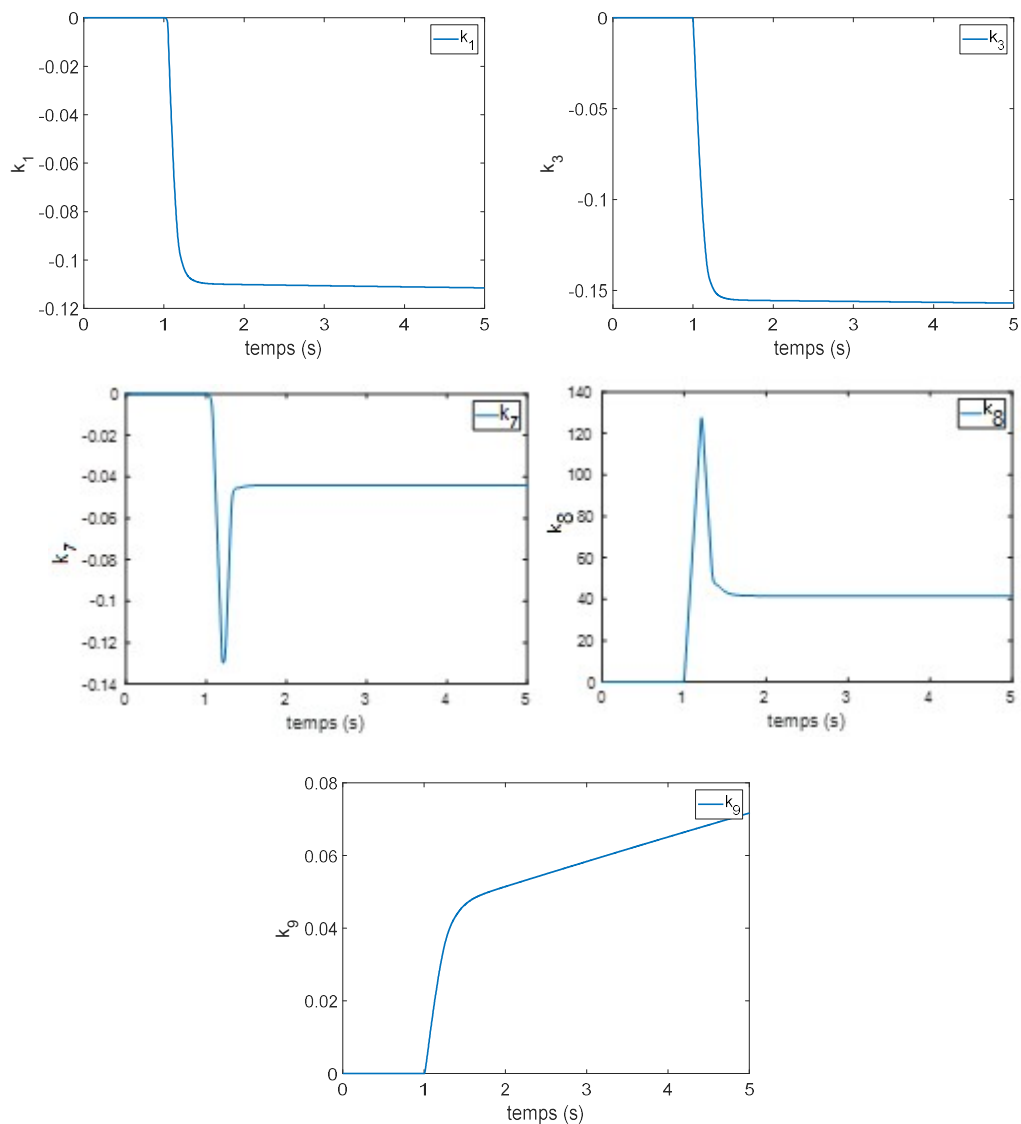 0
-0.02
-0.04
-0.06
-0.08
-0.1
-0.12
k1
k1
0 1 2 3 4 5
temps (s)
0
-0.05
-0.1
-0.15
k3
k3
0 1 2 3 4 5
temps (s)
0
-0.02
-0.04
-0.06
-0.08
-0.1
-0.12
-0.14
k7
k7
0 1 2 3 4 5
temps (s)
140
120
100
80
60
40
20
0
k8
k8
0 1 2 3 4 5
temps (s)
0.08
0.06
0.04
0.02
0
k9
k9
0 1 2 3 4 5
temps (s)